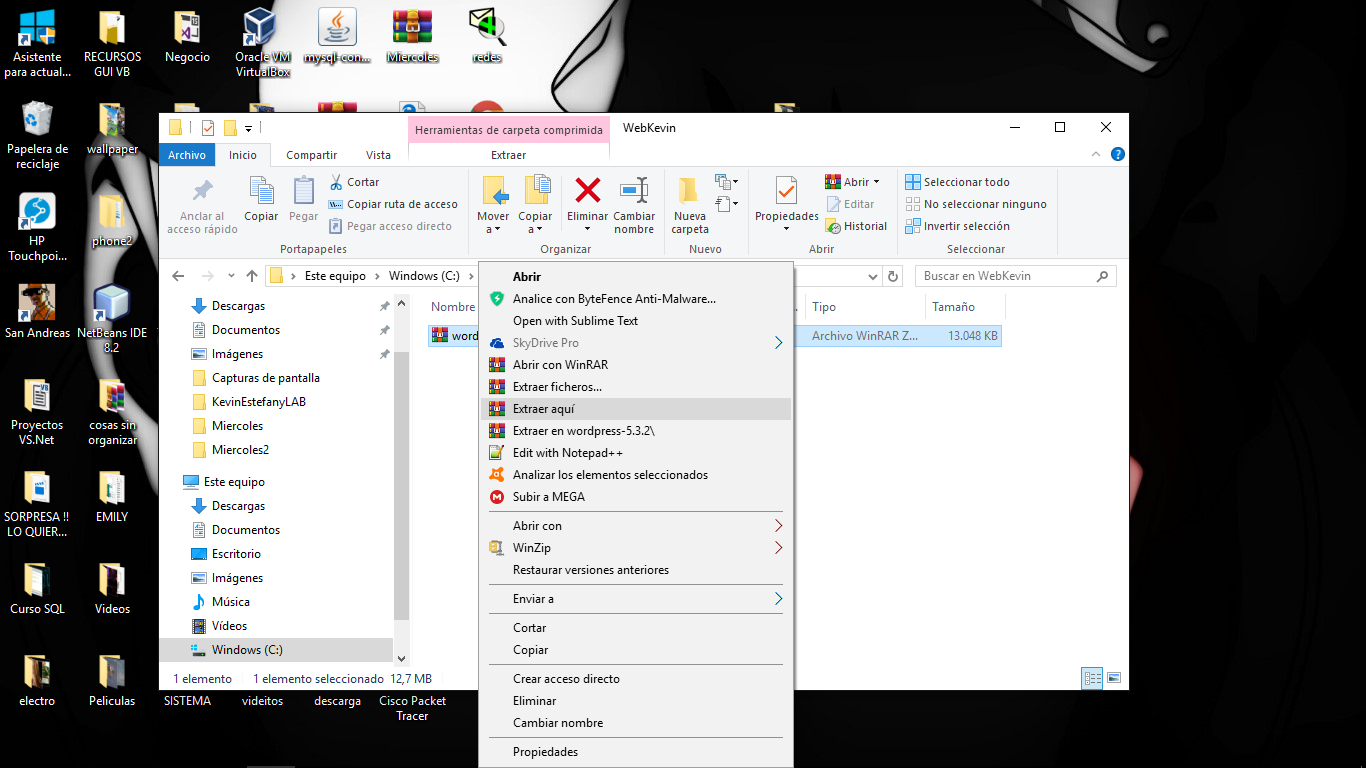 Asistente
para actual...
RECURSOS
GUI VB
Negocio
Oracle VM
VirtualBox
mysql-con...
Miercoles
redes
Papelera de
reciclaje
wallpaper
HP
Touchpoi...
phone2
San Andreas
NetBeans IDE
8.2
Proyectos
VS.Net
cosas sin
organizar
SORPRESA !!
LO QUIER...
EMILY
Curso SQL
Videos
electro
Peliculas
SISTEMA
videitos
descarga
Cisco Packet
Tracer
Herramientas de carpeta comprimida
WebKevin
Archivo
Inicio
Compartir
Vista
Extraer
Anclar al
acceso rápido
Copiar
Pegar
Cortar
Copiar ruta de acceso
Pegar acceso directo
Portapapeles
Mover
a
Copiar
a
Eliminar
Cambiar
nombre
Organizar
Nueva
carpeta
Nuevo
Propiedades
Abrir
Editar
Historial
Abrir
Seleccionar todo
No seleccionar ninguno
Invertir selección
Seleccionar
Este equipo
Windows (C:)
Buscar en WebKevin
Descargas
Documentos
Imágenes
Capturas de pantalla
KevinEstefanyLAB
Miercoles
Miercoles2
Este equipo
Descargas
Documentos
Escritorio
Imágenes
Música
Vídeos
Windows (C:)
Nombre
Tipo
Tamaño
word
Archivo WinRAR Z...
13.048 KB
1 elemento
1 elemento seleccionado 12,7 MB
Abrir
Analice con ByteFence Anti-Malware...
Open with Sublime Text
SkyDrive Pro
Abrir con WinRAR
Extraer ficheros...
Extraer aquí
Extraer en wordpress-5.3.2\
Edit with Notepad++
Analizar los elementos seleccionados
Subir a MEGA
Abrir con
WinZip
Restaurar versiones anteriores
Enviar a
Cortar
Copiar
Crear acceso directo
Eliminar
Cambiar nombre
Propiedades